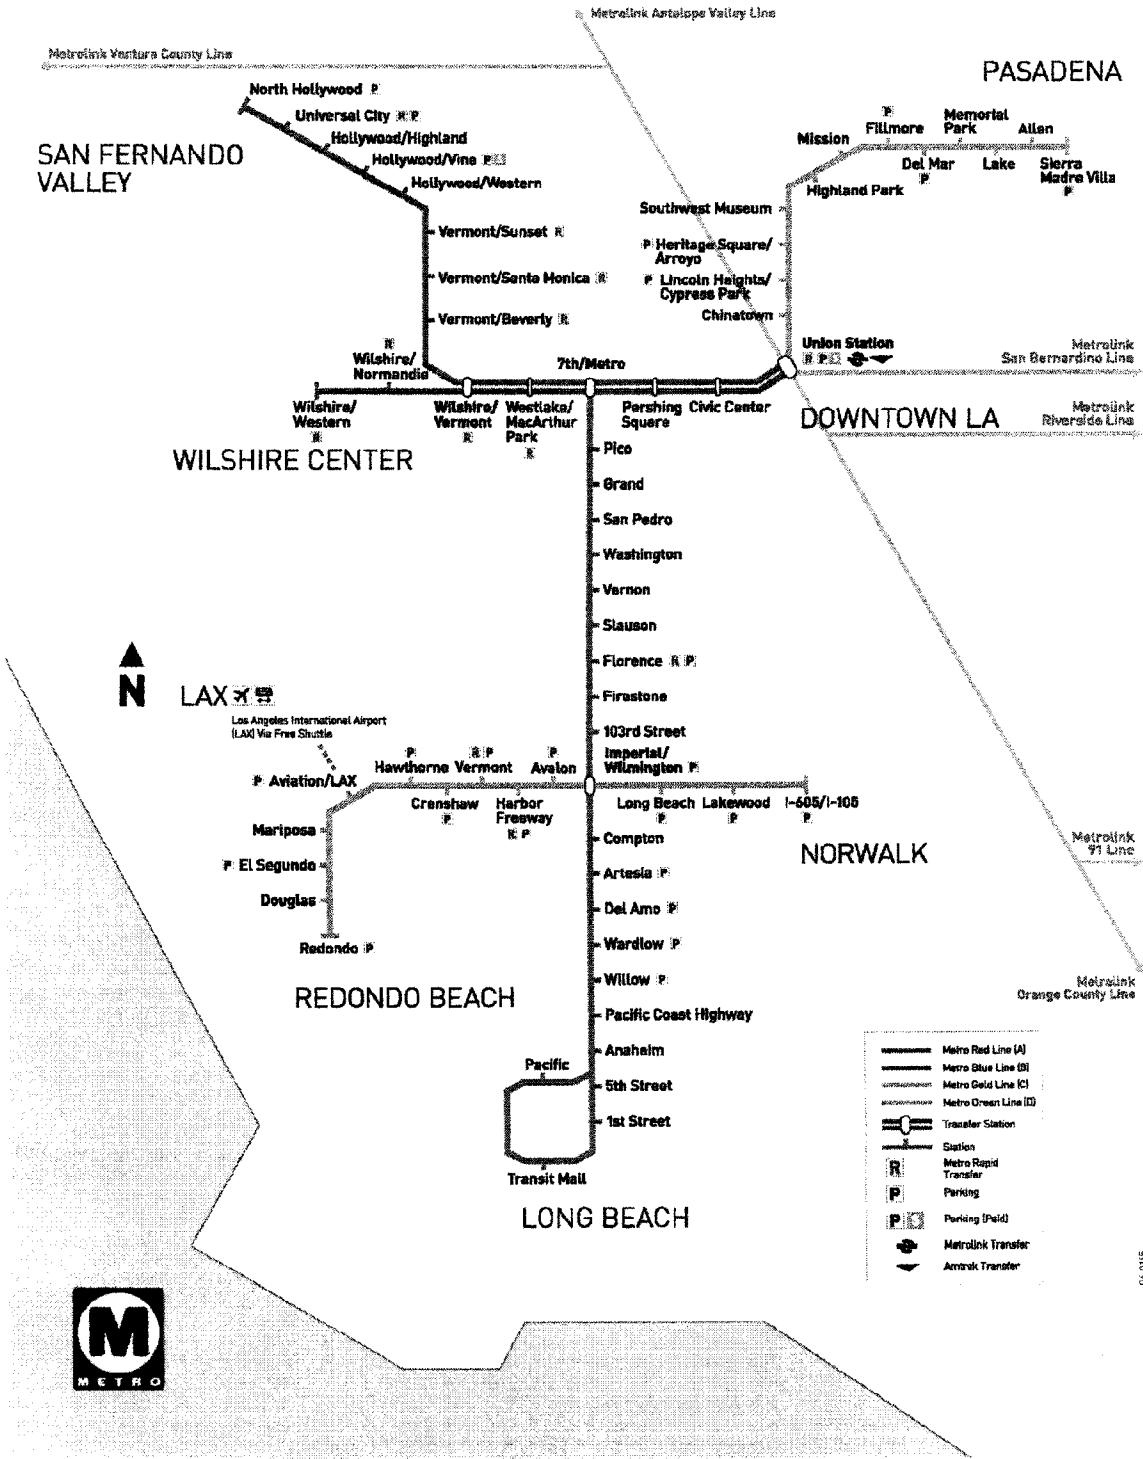 Metrolink Antelope Valley Line
Metrolink Ventura County Line
PASADENA
North Hollywood P
Universal City R P
Hollywood/Highland
Hollywood/Vine P
Hollywood/Western
SAN FERNANDO
VALLEY
Vermont/Sunset R
Vermont/Santa Monica R
Vermont/Beverly R
P
Fillmore
Memorial
Park
Allen
Mission
Del Mar
P
Lake
Sierra
Madre Villa
P
Highland Park
Southwest Museum
P Heritage Square/
Arroyo
P Lincoln Heights/
Cypress Park
Chinatown
Union Station
R P
Metrolink
San Bernardino Line
Metrolink
Riverside Line
DOWNTOWN LA
R
Wilshire/
Normandie
7th/Metro
Wilshire/
Western
R
Wilshire/
Vermont
R
Westlake/
MacArthur
Park
R
Pershing
Square
Civic Center
WILSHIRE CENTER
Pico
Grand
San Pedro
Washington
Vernon
Slauson
Florence R P
Firestone
103rd Street
Imperial/
Wilmington P
N
LAX
Los Angeles International Airport
(LAX) Via Free Shuttle
P Aviation/LAX
P
Hawthorne
R P
Vermont
P
Avalon
Crenshaw
P
Harbor
Freeway
R P
Long Beach
P
Lakewood
P
I-605/I-105
P
Mariposa
P El Segundo
Douglas
Redondo P
REDONDO BEACH
NORWALK
Metrolink
91 Line
Compton
Artesia P
Del Amo P
Wardlow P
Willow P
Pacific Coast Highway
Anaheim
Pacific
5th Street
1st Street
Transit Mall
LONG BEACH
Metrolink
Orange County Line
Metro Red Line (A)
Metro Blue Line (B)
Metro Gold Line (C)
Metro Green Line (D)
Transfer Station
Station
R Metro Rapid
Transfer
P Parking
P Parking (Paid)
Metrolink Transfer
Amtrak Transfer
M
METRO